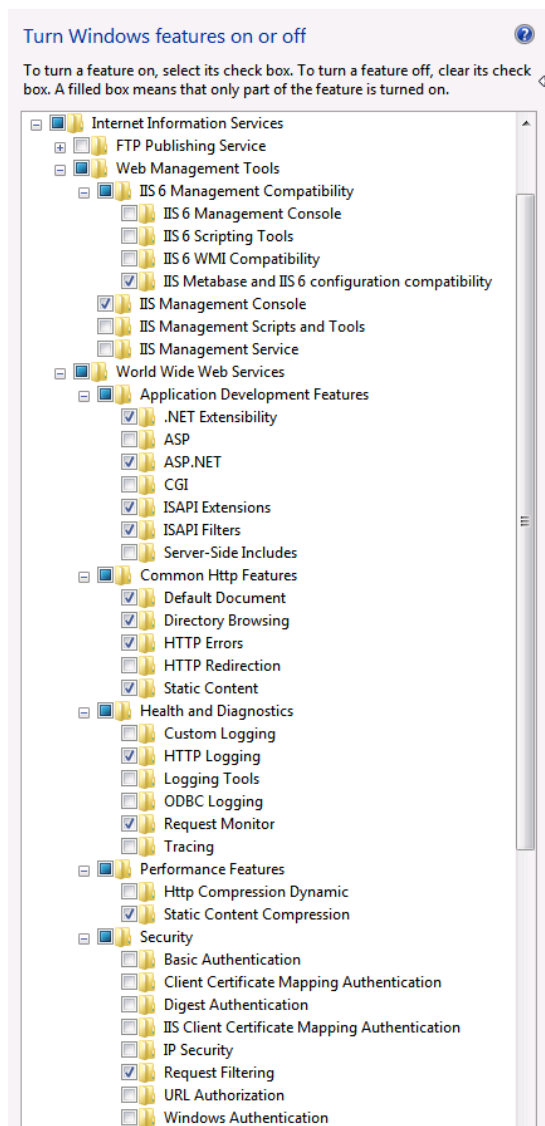 Turn Windows features on or off
To turn a feature on, select its check box. To turn a feature off, clear its check
box. A filled box means that only part of the feature is turned on.
Internet Information Services
FTP Publishing Service
Web Management Tools
IIS 6 Management Compatibility
IIS 6 Management Console
IIS 6 Scripting Tools
IIS 6 WMI Compatibility
IIS Metabase and IIS 6 configuration compatibility
IIS Management Console
IIS Management Scripts and Tools
IIS Management Service
World Wide Web Services
Application Development Features
.NET Extensibility
ASP
ASP.NET
CGI
ISAPI Extensions
ISAPI Filters
Server-Side Includes
Common Http Features
Default Document
Directory Browsing
HTTP Errors
HTTP Redirection
Static Content
Health and Diagnostics
Custom Logging
HTTP Logging
Logging Tools
ODBC Logging
Request Monitor
Tracing
Performance Features
Http Compression Dynamic
Static Content Compression
Security
Basic Authentication
Client Certificate Mapping Authentication
Digest Authentication
IIS Client Certificate Mapping Authentication
IP Security
Request Filtering
URL Authorization
Windows Authentication